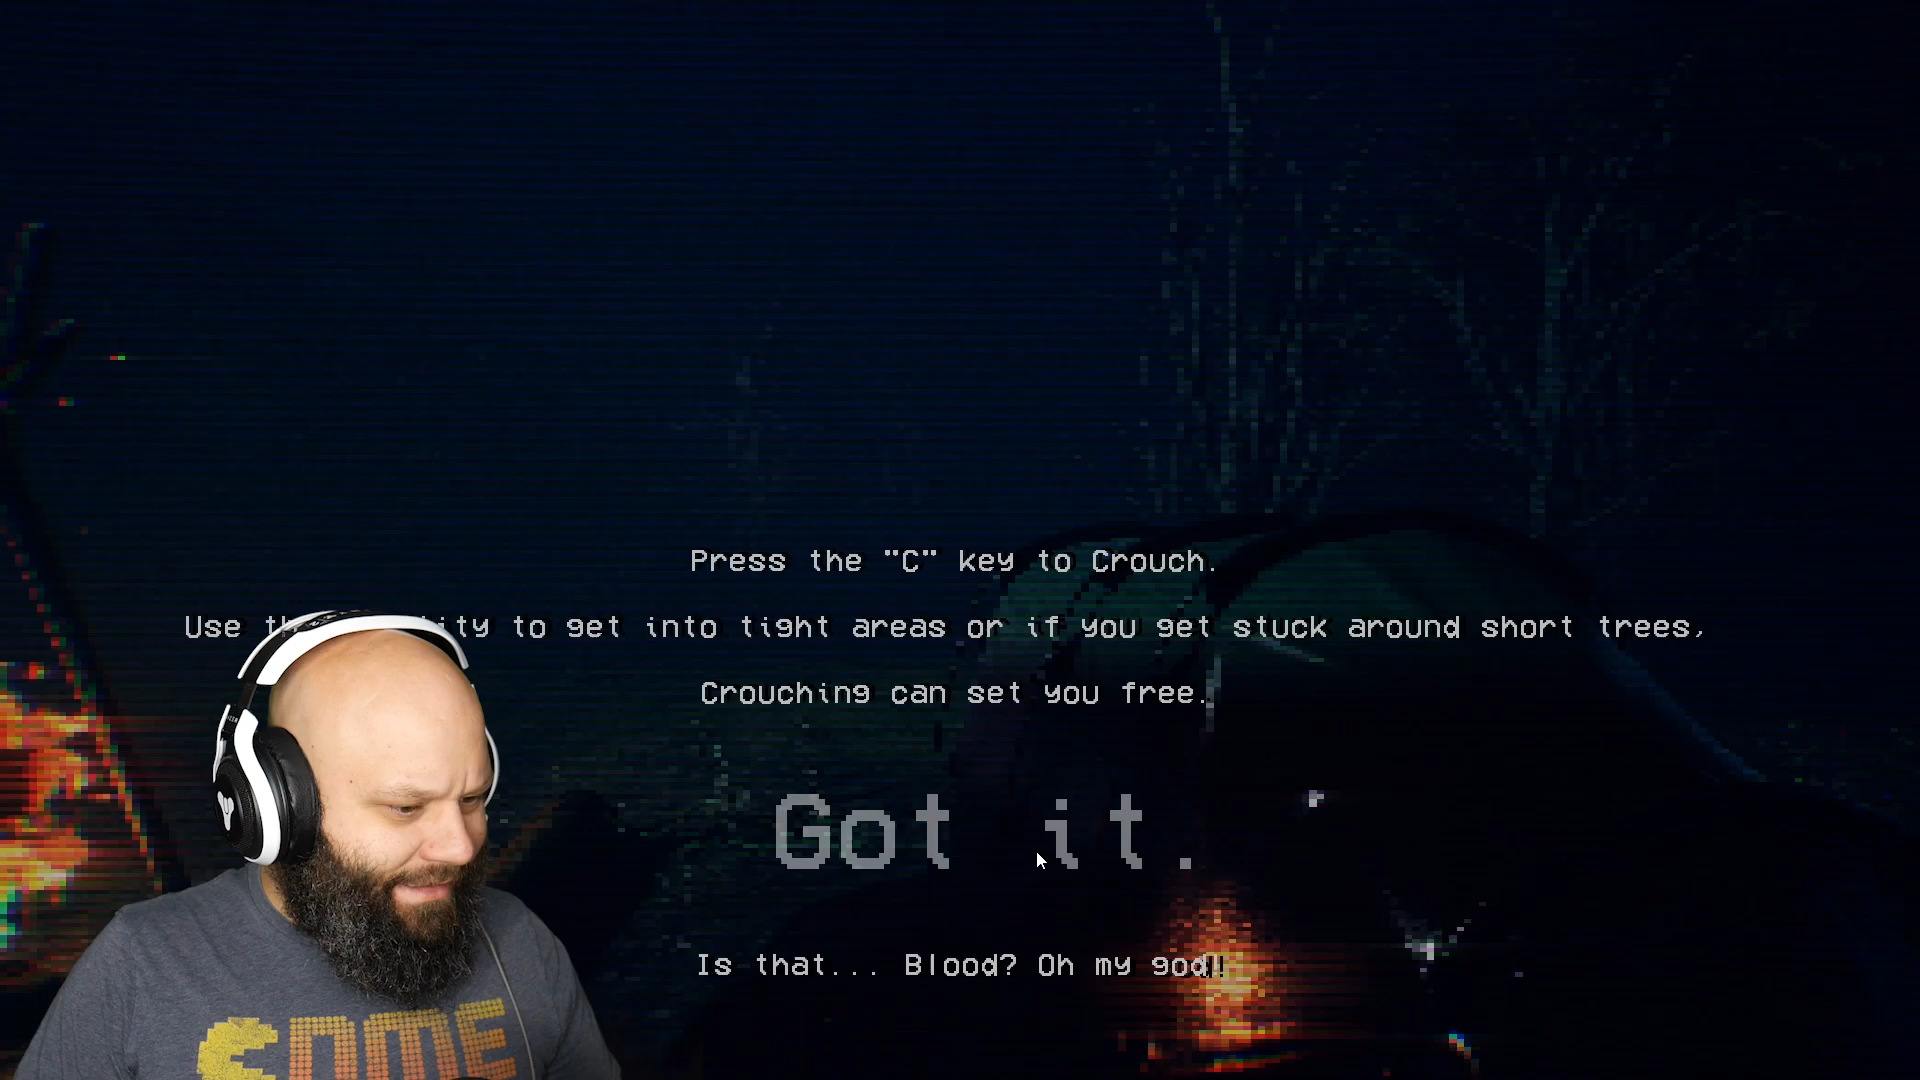 Press the "C" key to Crouch.
Use ity to get into tight areas or if you get stuck around short trees,
Crouching can set you free.
Got it.
Is that... Blood? Oh my god!!
GAME